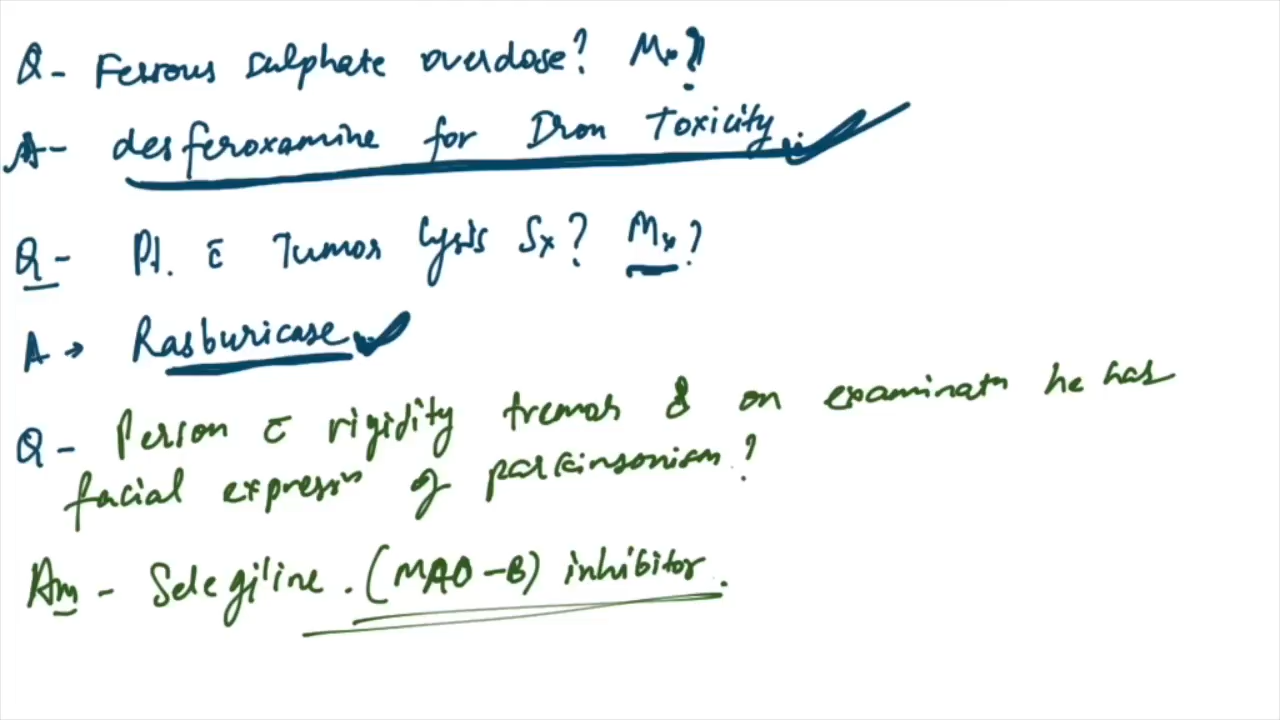 Q- Ferrous sulphate overdose? Mx?
A- desferoxamine for Iron Toxicity.
Q- Pt. c̄ Tumor lysis Sx? Mx?
A → Rasburicase
Q- Person c̄ rigidity tremor & on examinatn he has
facial expressn of parkinsonism?
Ans - Selegiline. (MAO-B) inhibitor.